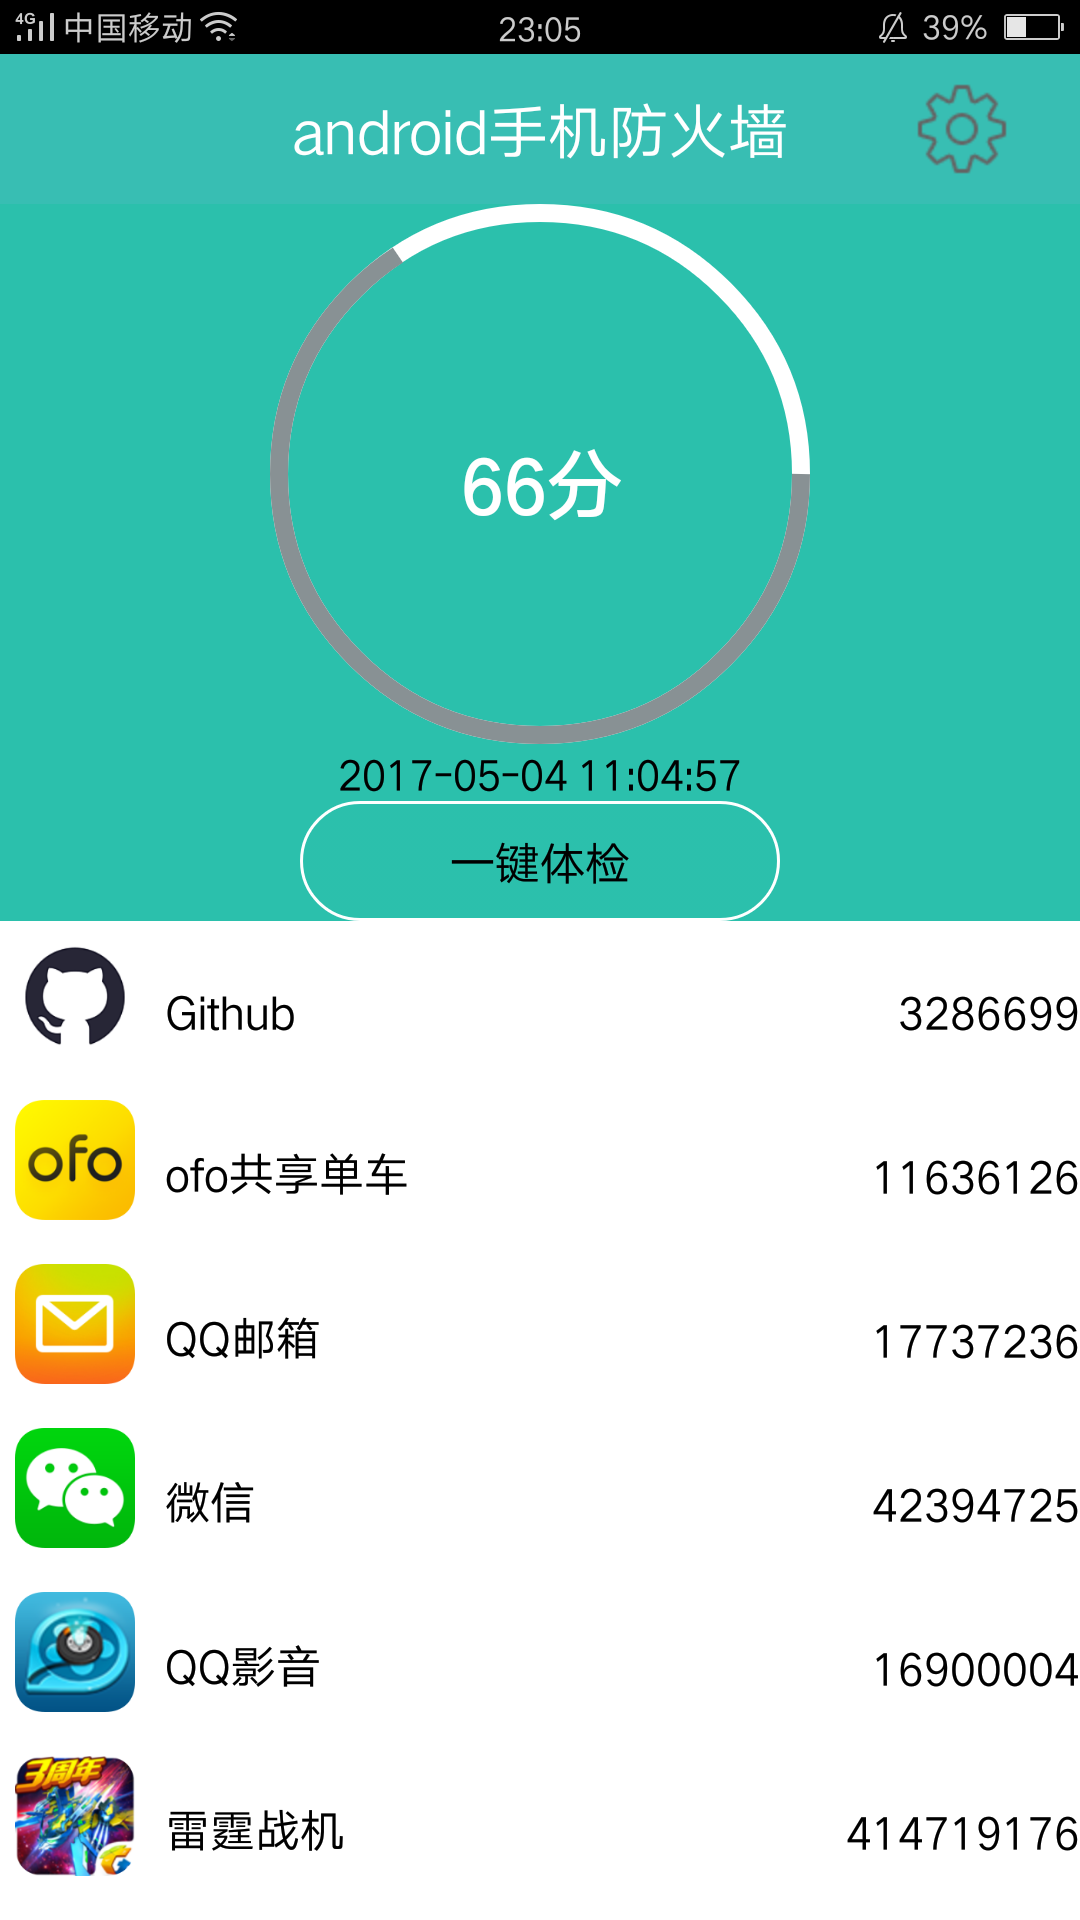 4G 中国移动 23:05 39%
android手机防火墙
66分
2017-05-04 11:04:57
一键体检
Github 3286699
ofo
ofo共享单车 11636126
QQ邮箱 17737236
微信 42394725
QQ影音 16900004
3周年
雷霆战机 414719176